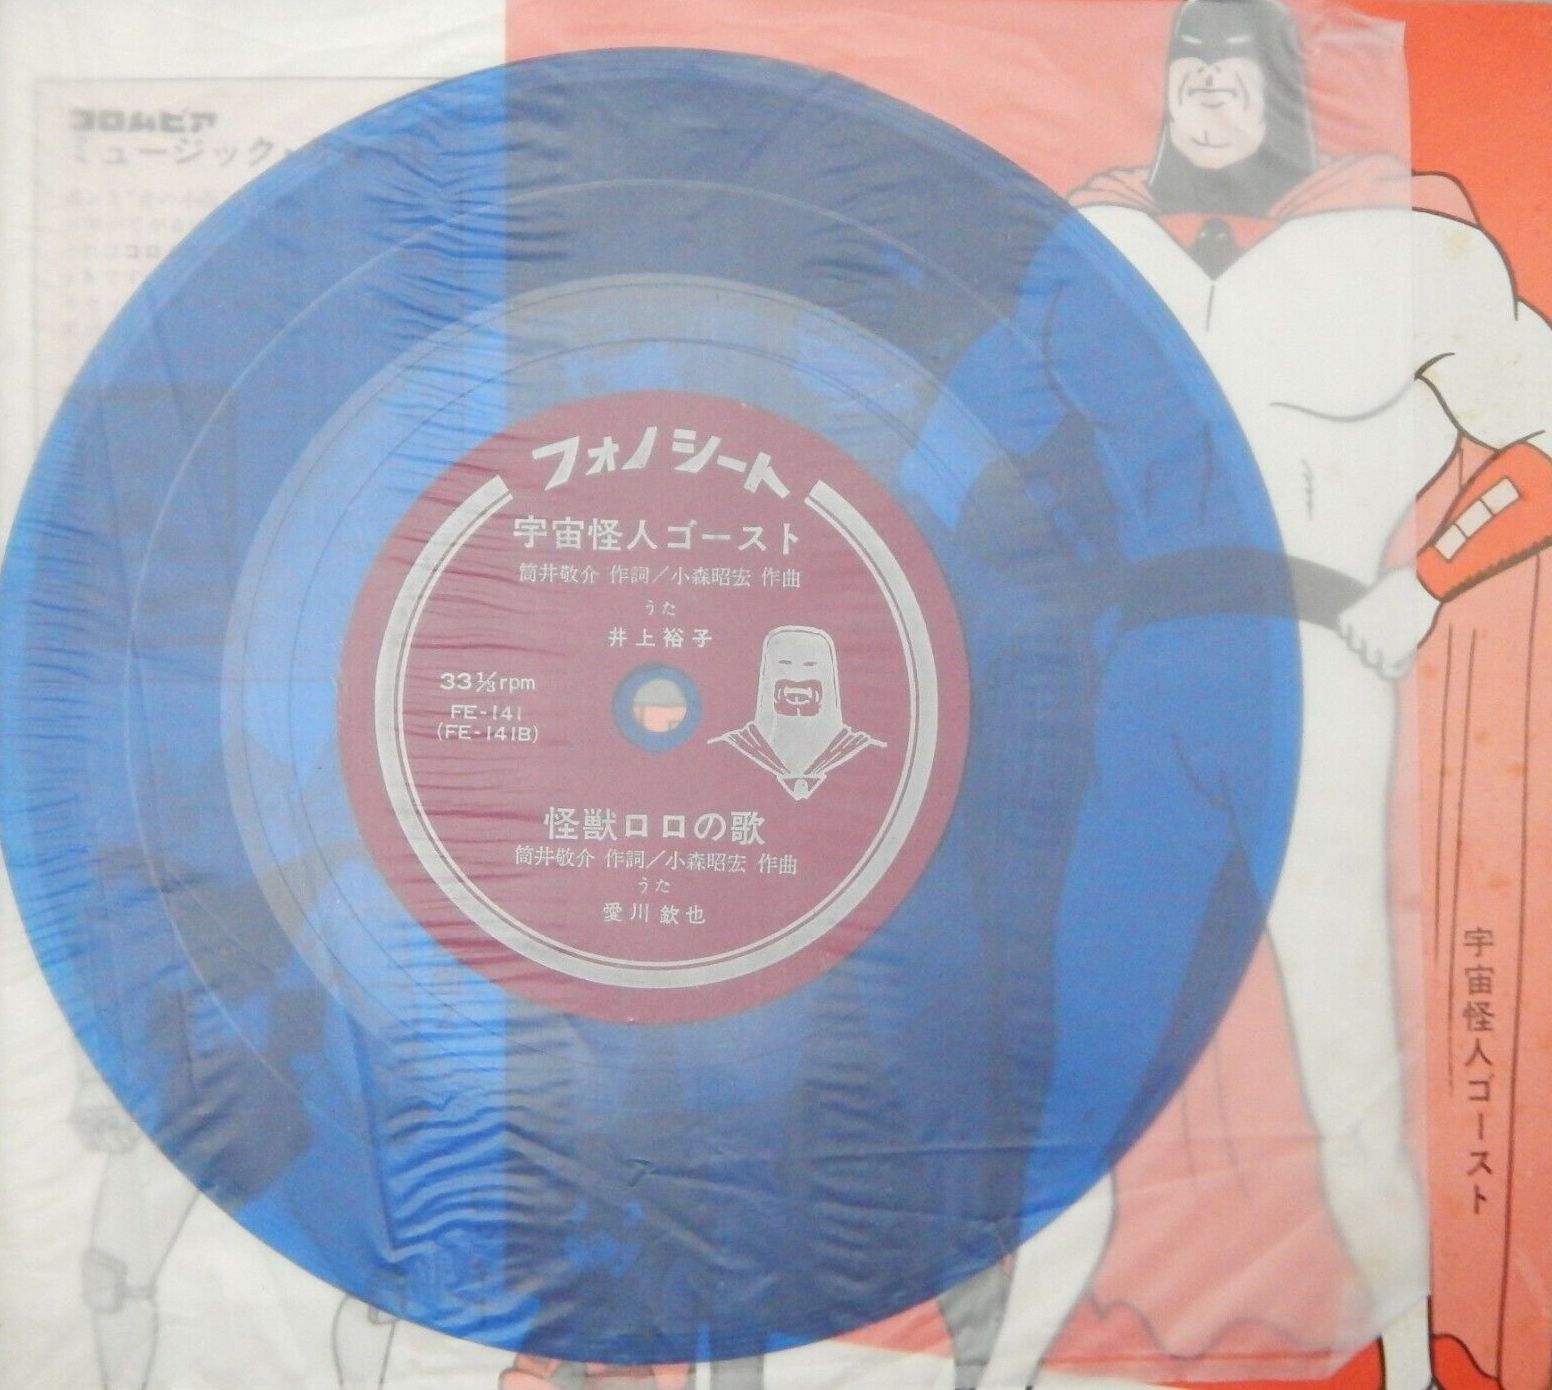 コロムビア
ミュージック・
フォノシート
宇宙怪人ゴースト
筒井敬介 作詞／小森昭宏 作曲
うた
井上裕子
33⅓rpm
FE-141
(FE-141B)
怪獣ロロの歌
筒井敬介 作詞／小森昭宏 作曲
うた
愛川欽也
宇宙怪人ゴースト